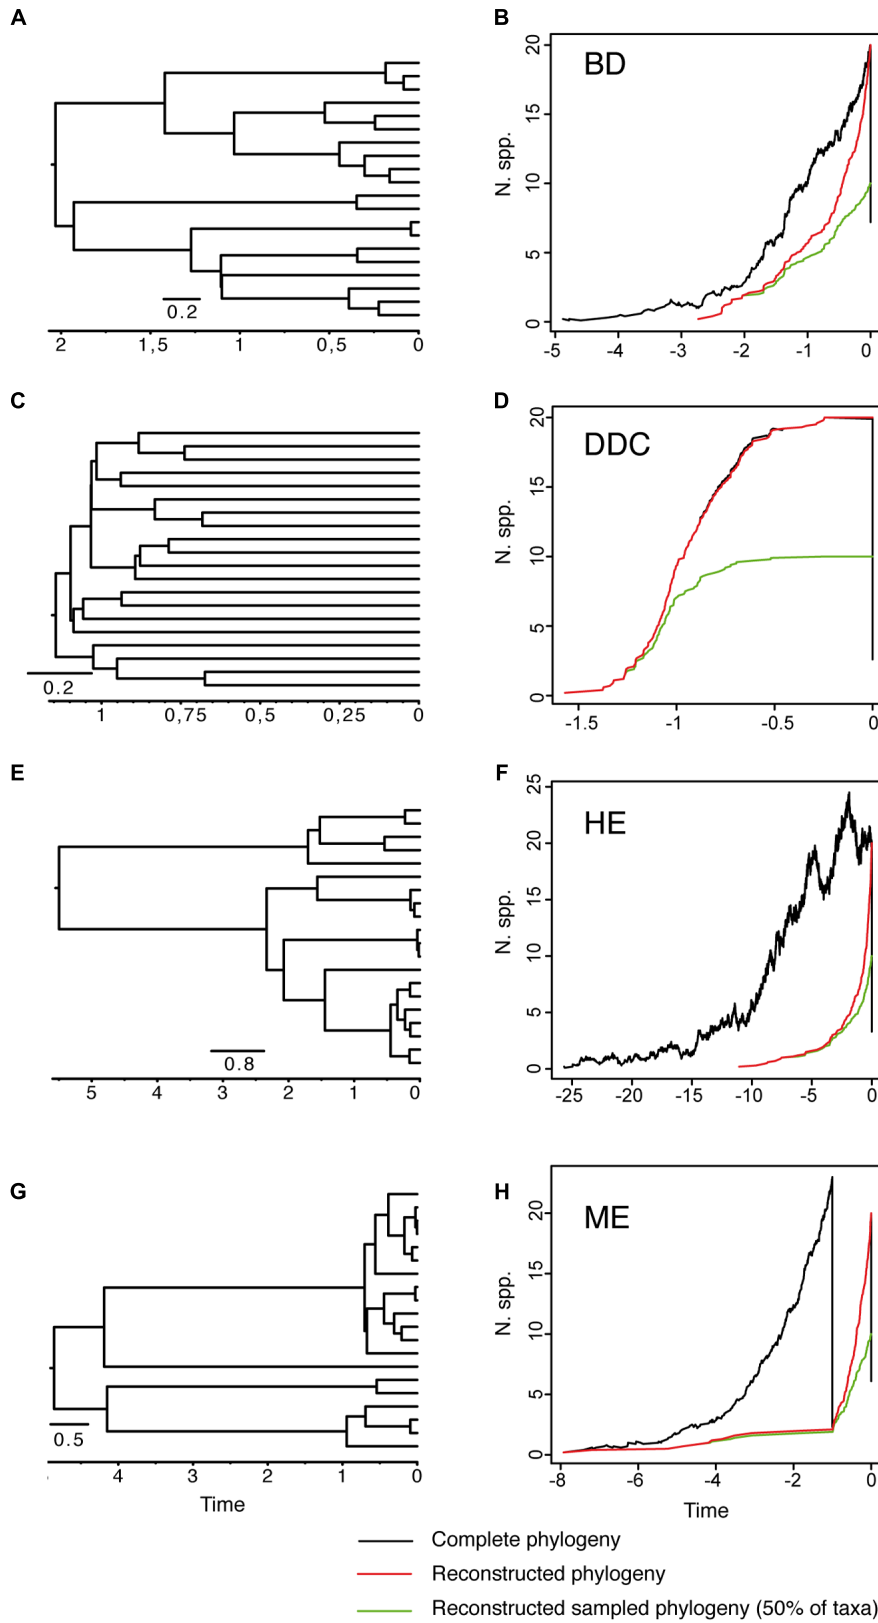 A
0.2
2 1,5 1 0,5 0
B
BD
N. spp.
20
15
10
5
0
-5 -4 -3 -2 -1 0
C
0.2
1 0,75 0,5 0,25 0
D
DDC
N. spp.
20
15
10
5
0
-1.5 -1 -0.5 0
E
0.8
5 4 3 2 1 0
F
HE
N. spp.
25
20
15
10
5
0
-25 -20 -15 -10 -5 0
G
0.5
4 3 2 1 0
Time
H
ME
N. spp.
20
15
10
5
0
-8 -6 -4 -2 0
Time
Complete phylogeny
Reconstructed phylogeny
Reconstructed sampled phylogeny (50% of taxa)